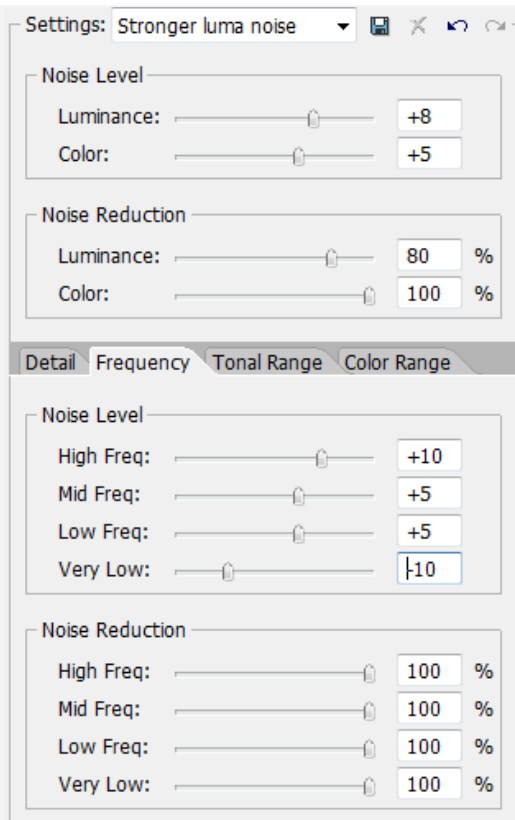 Settings: Stronger luma noise
Noise Level
Luminance: +8
Color: +5
Noise Reduction
Luminance: 80 %
Color: 100 %
Detail Frequency Tonal Range Color Range
Noise Level
High Freq: +10
Mid Freq: +5
Low Freq: +5
Very Low: -10
Noise Reduction
High Freq: 100 %
Mid Freq: 100 %
Low Freq: 100 %
Very Low: 100 %